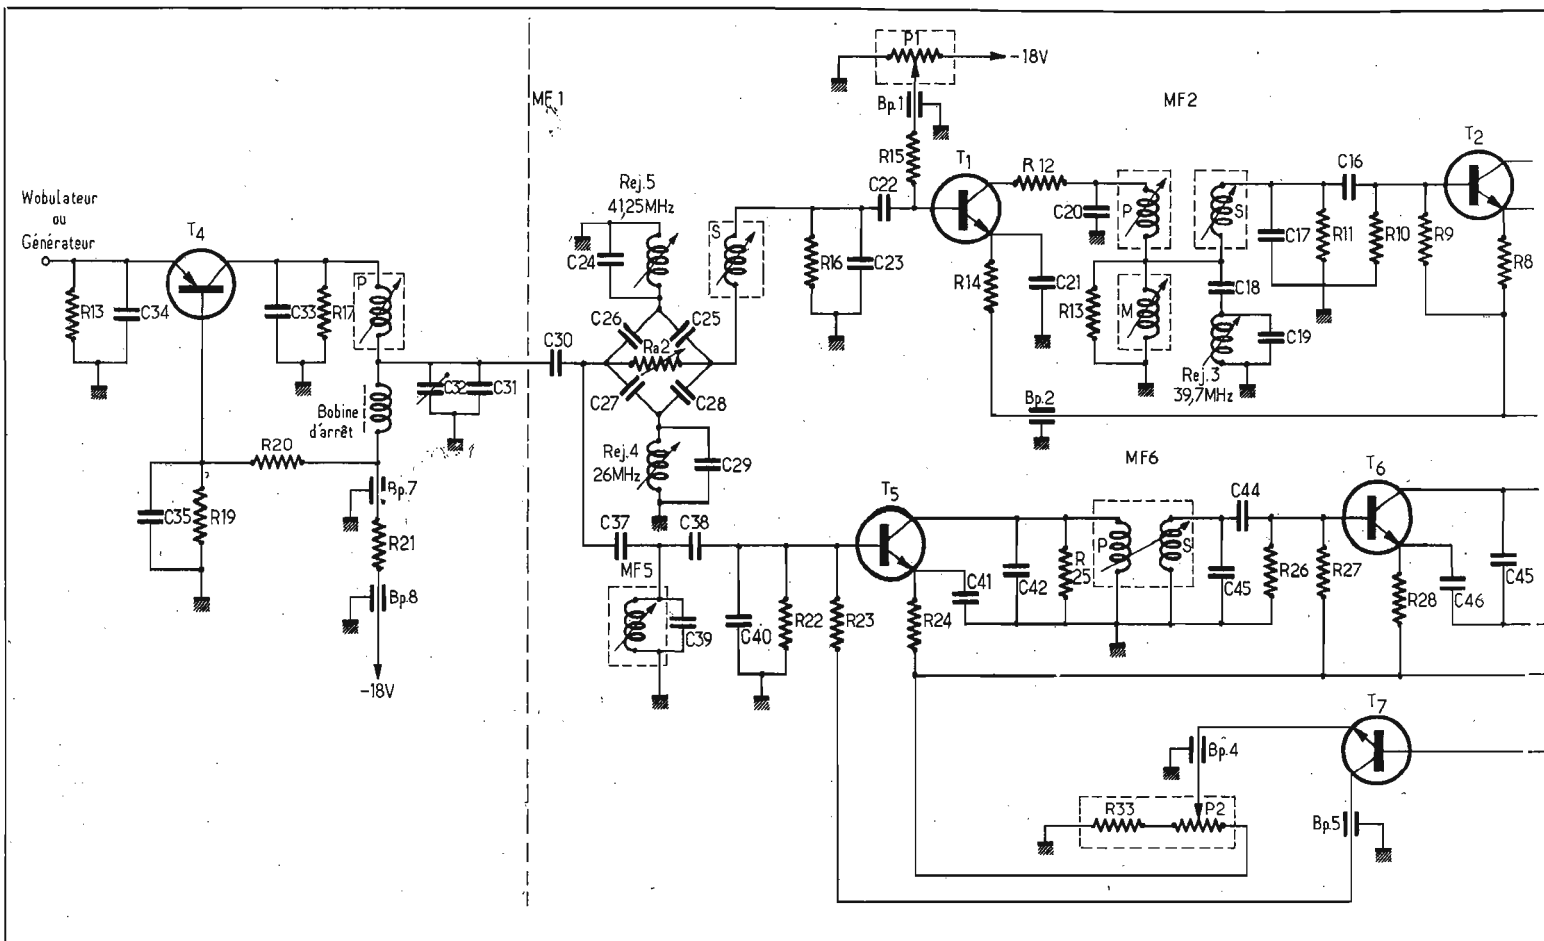 P1
-18V
MF.1
Bp.1
MF2
R15
T1
R12
C16
T2
Rej.5
41,25MHz
C22
Wobulateur
ou
Générateur
T4
S
C20
P
S
C17
R11
R10
R9
R8
C24
R16
C23
R14
C21
R13
M
C18
C19
Rej.3
39,7MHz
R13
C34
C33
R17
P
C26
C25
C30
Ra2
C32
C31
C27
C28
Bobine
d'arrêt
Bp.2
R20
Rej.4
26MHz
C29
MF6
T6
Bp.7
C35
R19
R21
C37
C38
T5
C44
MF5
P
S
Bp.8
C39
C40
R22
R23
R24
C41
C42
R
25
C45
R26
R27
R28
C46
C45
-18V
T7
Bp.4
R33
P2
Bp.5